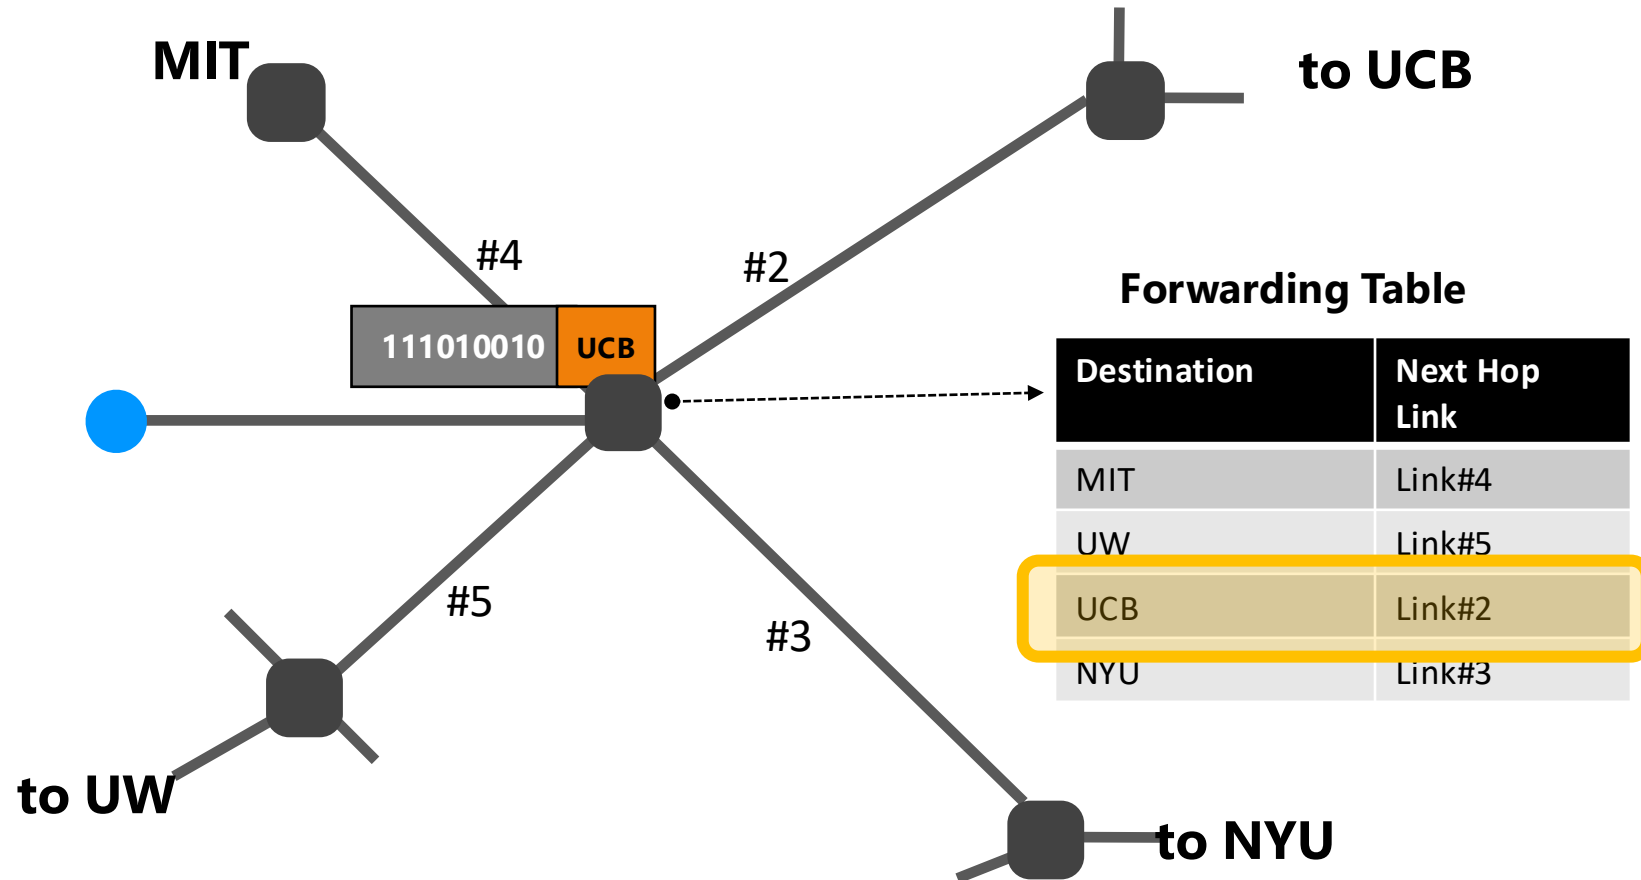 MIT
to UCB
#4
#2
111010010 UCB
Forwarding Table
Destination Next Hop
Link
MIT Link#4
UW Link#5
UCB Link#2
NYU Link#3
#5
#3
to UW
to NYU